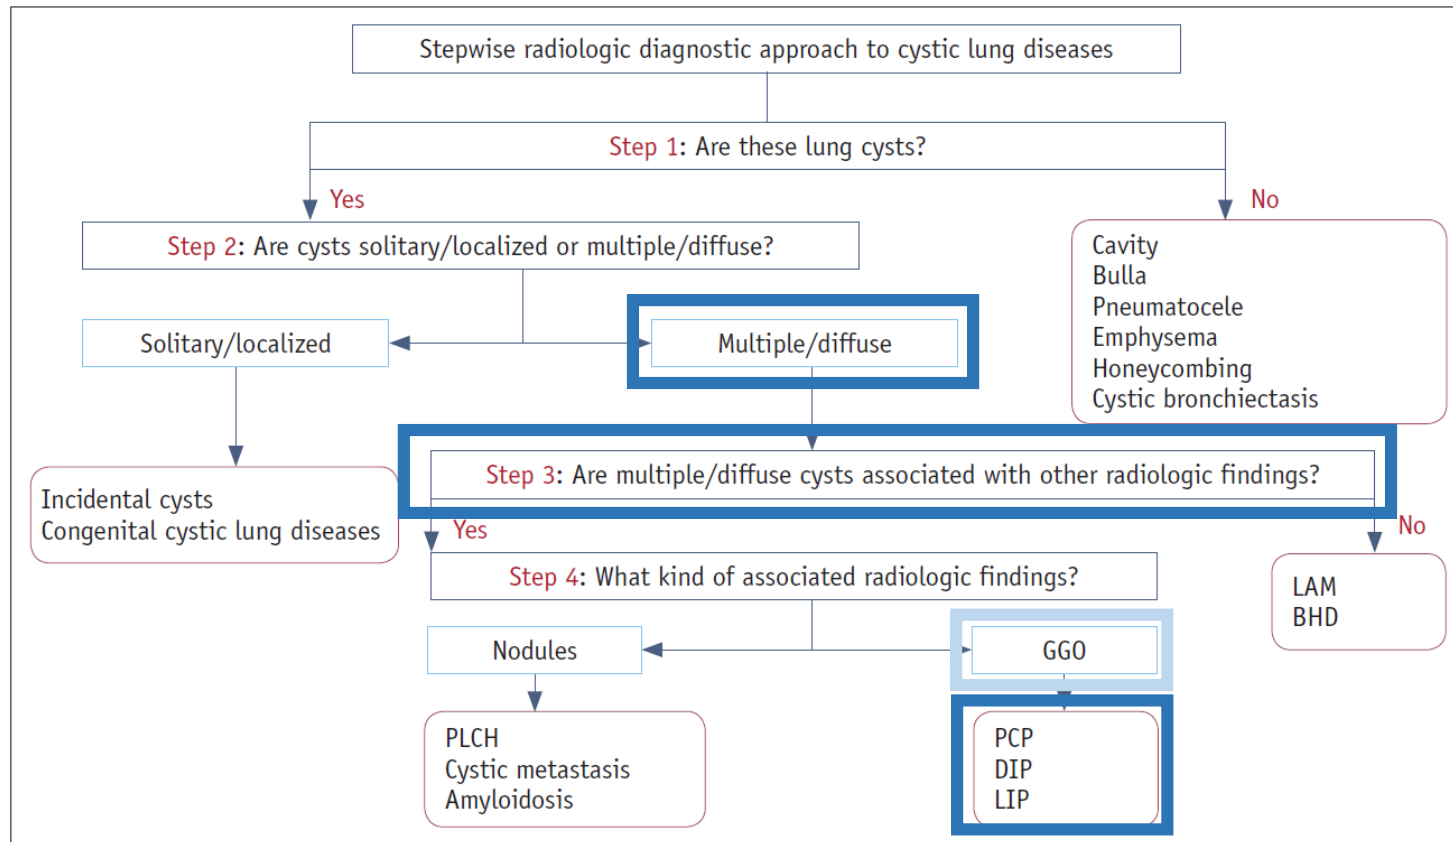 Stepwise radiologic diagnostic approach to cystic lung diseases
Step 1: Are these lung cysts?
Yes
No
Step 2: Are cysts solitary/localized or multiple/diffuse?
Cavity
Bulla
Pneumatocele
Emphysema
Honeycombing
Cystic bronchiectasis
Solitary/localized
Multiple/diffuse
Step 3: Are multiple/diffuse cysts associated with other radiologic findings?
Incidental cysts
Congenital cystic lung diseases
Yes
No
Step 4: What kind of associated radiologic findings?
LAM
BHD
Nodules
GGO
PLCH
Cystic metastasis
Amyloidosis
PCP
DIP
LIP